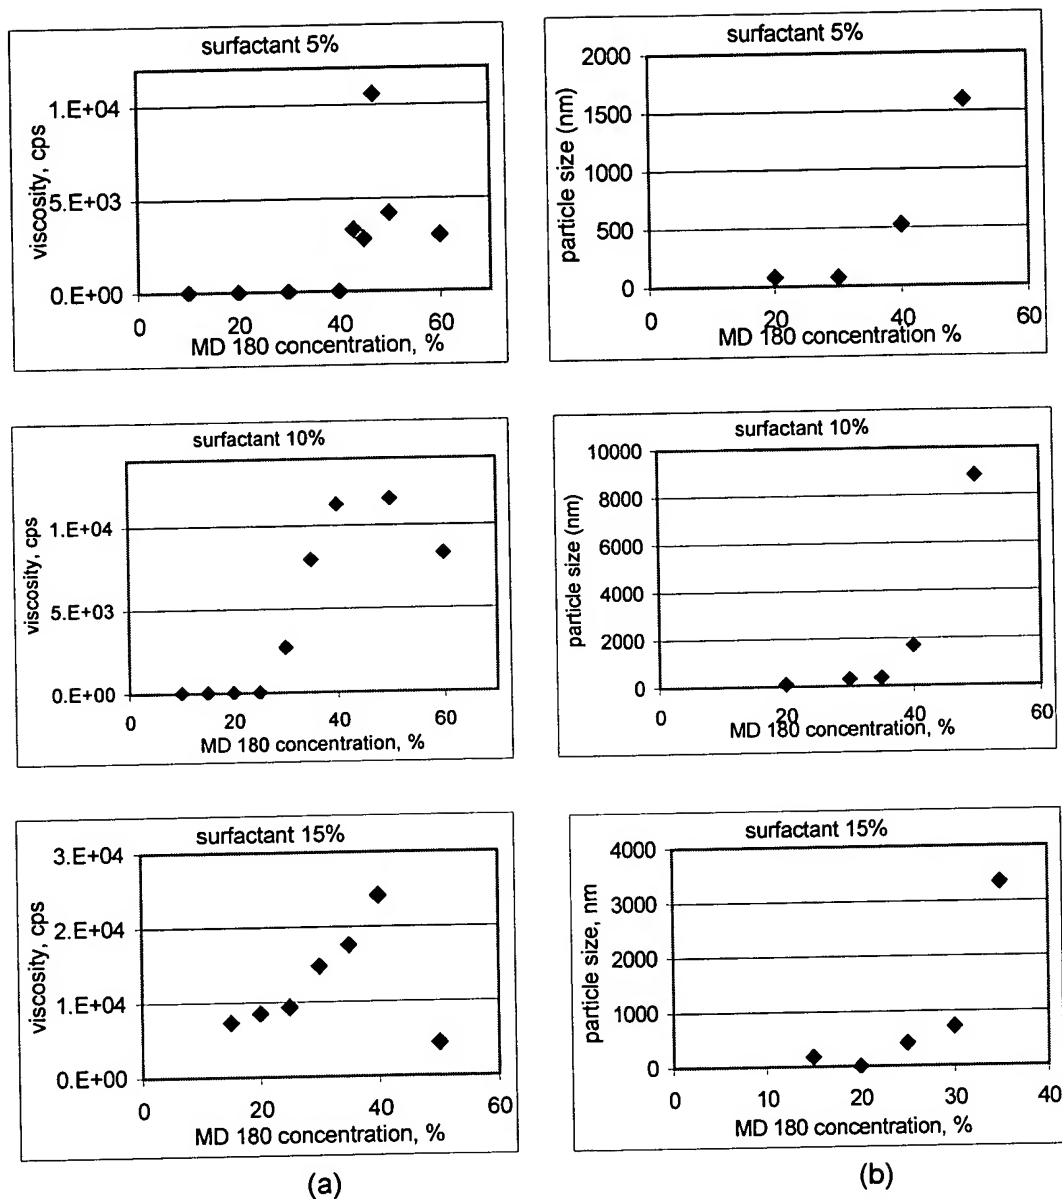 surfactant 5%
viscosity, cps
1.E+04
5.E+03
0.E+00
0 20 40 60
MD 180 concentration, %
surfactant 5%
particle size (nm)
2000
1500
1000
500
0
0 20 40 60
MD 180 concentration %
surfactant 10%
viscosity, cps
1.E+04
5.E+03
0.E+00
0 20 40 60
MD 180 concentration, %
surfactant 10%
particle size (nm)
10000
8000
6000
4000
2000
0
0 20 40 60
MD 180 concentration, %
surfactant 15%
viscosity, cps
3.E+04
2.E+04
1.E+04
0.E+00
0 20 40 60
MD 180 concentration, %
surfactant 15%
particle size, nm
4000
3000
2000
1000
0
0 10 20 30 40
MD 180 concentration, %
(a)
(b)